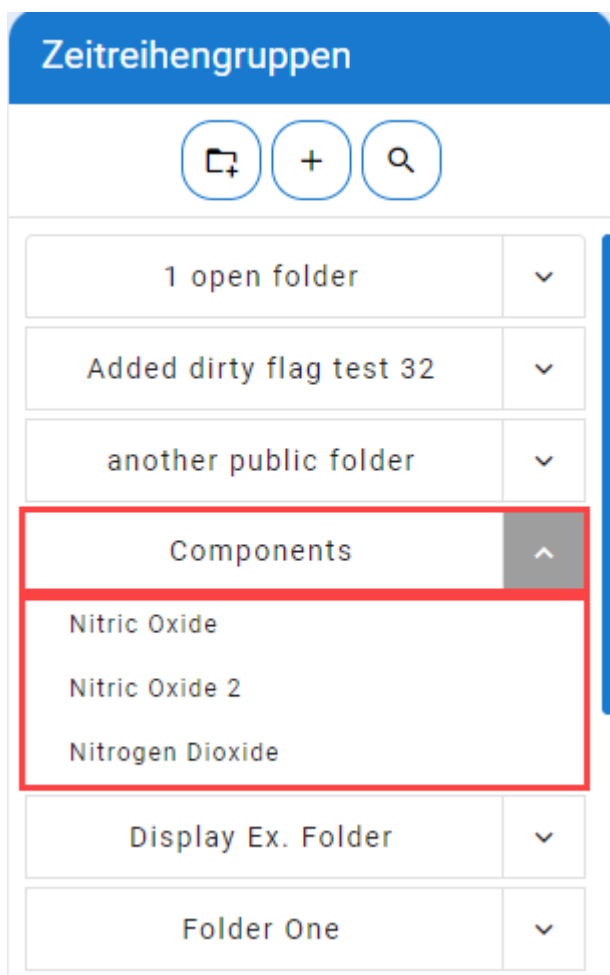 Zeitreihengruppen
1 open folder
Added dirty flag test 32
another public folder
Components
Nitric Oxide
Nitric Oxide 2
Nitrogen Dioxide
Display Ex. Folder
Folder One